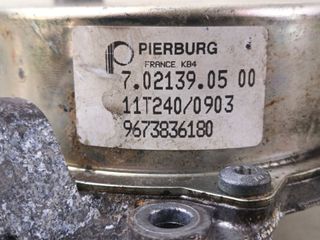 PIERBURG
FRANCE K84
7.02139.05 00
11T240/0903
9673836180